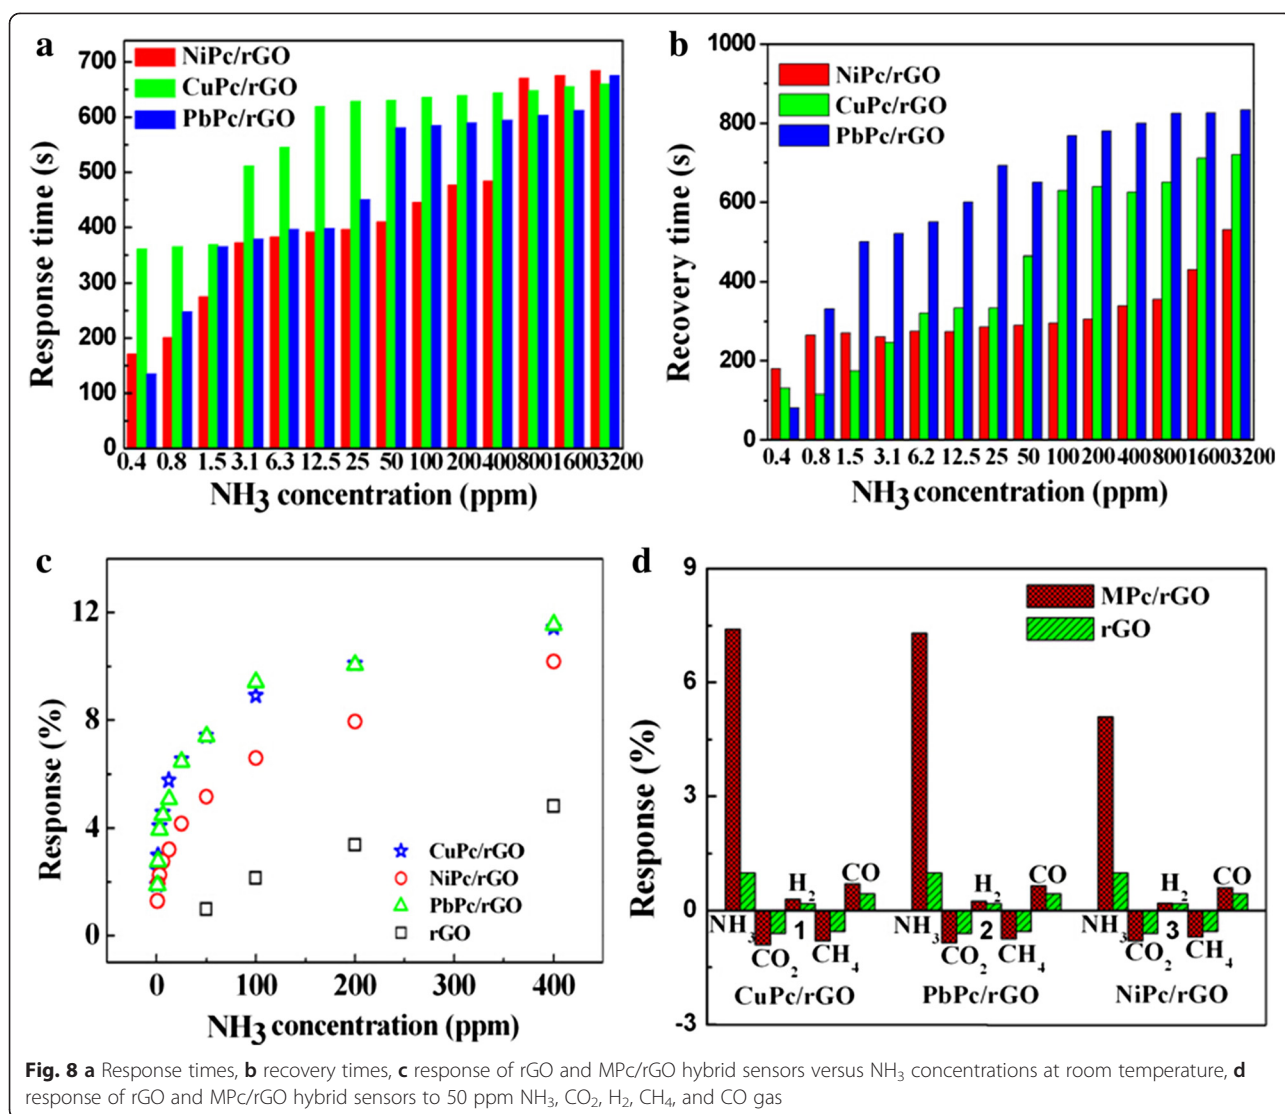 a
NiPc/rGO
CuPc/rGO
PbPc/rGO
700
600
500
400
300
200
100
0
Response time (s)
0.4 0.8 1.5 3.1 6.3 12.5 25 50 100 200 400 800 1600 3200
NH3 concentration (ppm)
b
NiPc/rGO
CuPc/rGO
PbPc/rGO
1000
800
600
400
200
0
Recovery time (s)
0.4 0.8 1.5 3.1 6.2 12.5 25 50 100 200 400 800 1600 3200
NH3 concentration (ppm)
c
12
8
4
0
Response (%)
CuPc/rGO
NiPc/rGO
PbPc/rGO
rGO
0 100 200 300 400
NH3 concentration (ppm)
d
9
6
3
0
-3
Response (%)
MPc/rGO
rGO
NH3 CO2 H2 1 CH4 CO
CuPc/rGO
NH3 CO2 H2 2 CH4 CO
PbPc/rGO
NH3 CO2 H2 3 CH4 CO
NiPc/rGO
Fig. 8 a Response times, b recovery times, c response of rGO and MPc/rGO hybrid sensors versus NH3 concentrations at room temperature, d
response of rGO and MPc/rGO hybrid sensors to 50 ppm NH3, CO2, H2, CH4, and CO gas